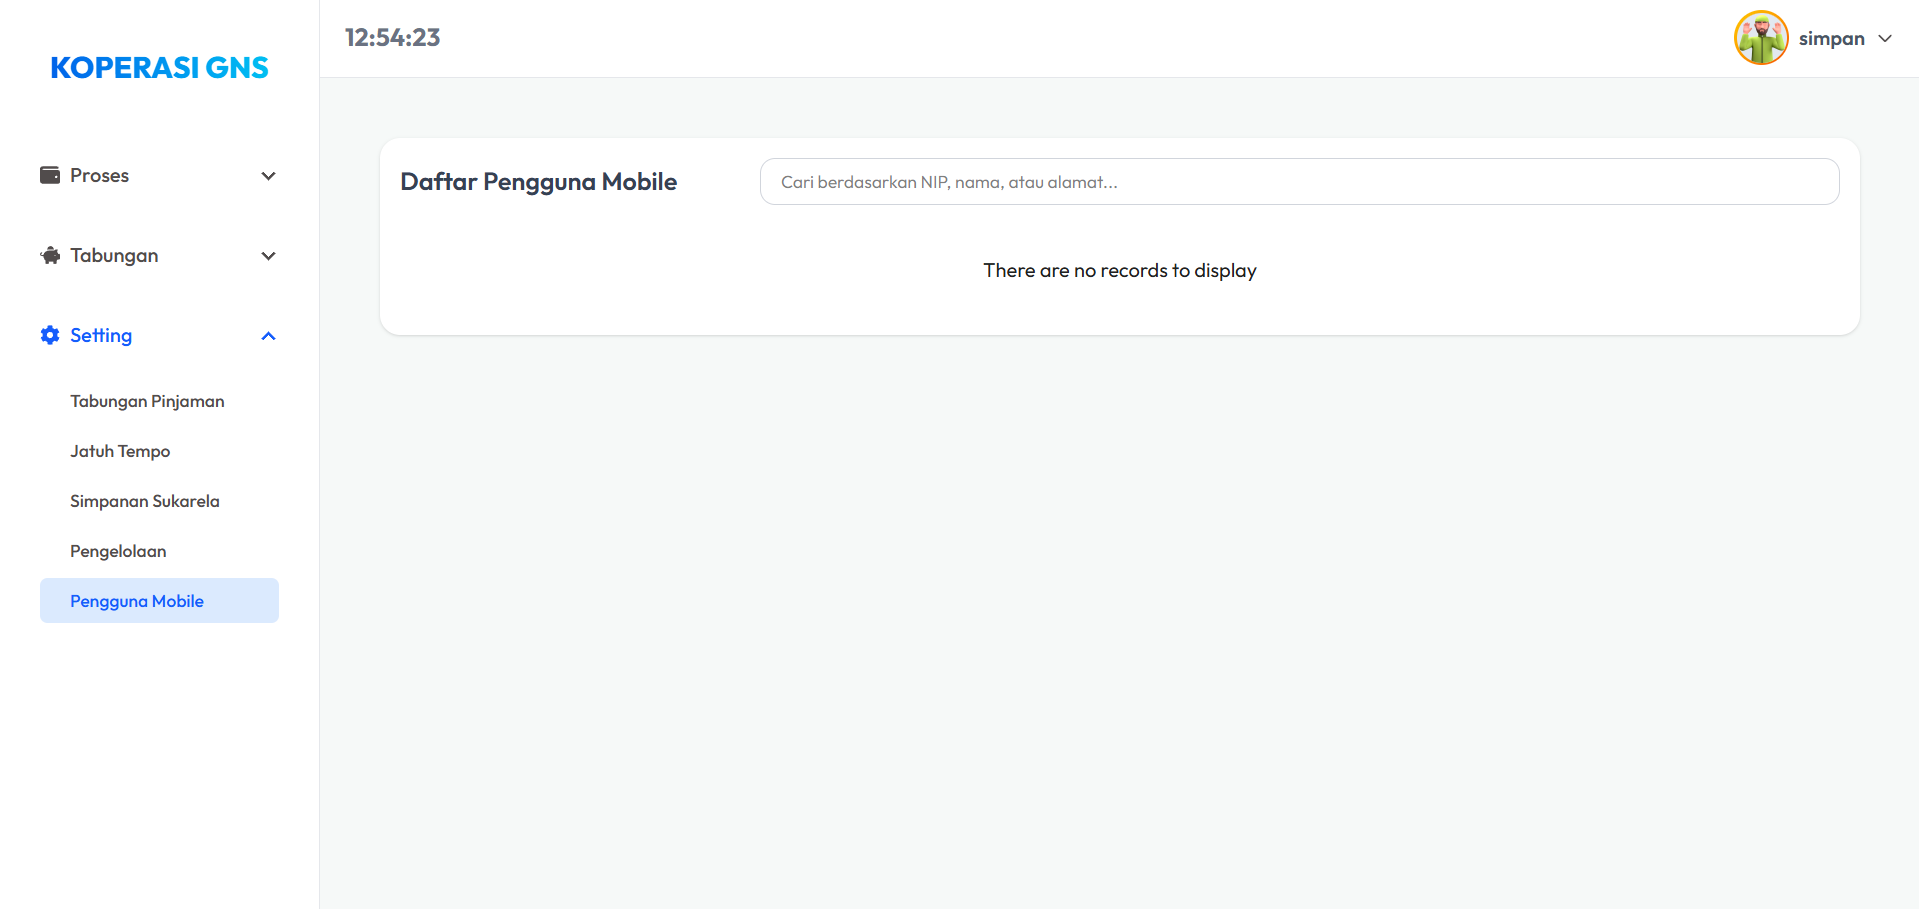 KOPERASI GNS
Proses
Tabungan
Setting
Tabungan Pinjaman
Jatuh Tempo
Simpanan Sukarela
Pengelolaan
Pengguna Mobile
12:54:23
simpan
Daftar Pengguna Mobile
Cari berdasarkan NIP, nama, atau alamat...
There are no records to display